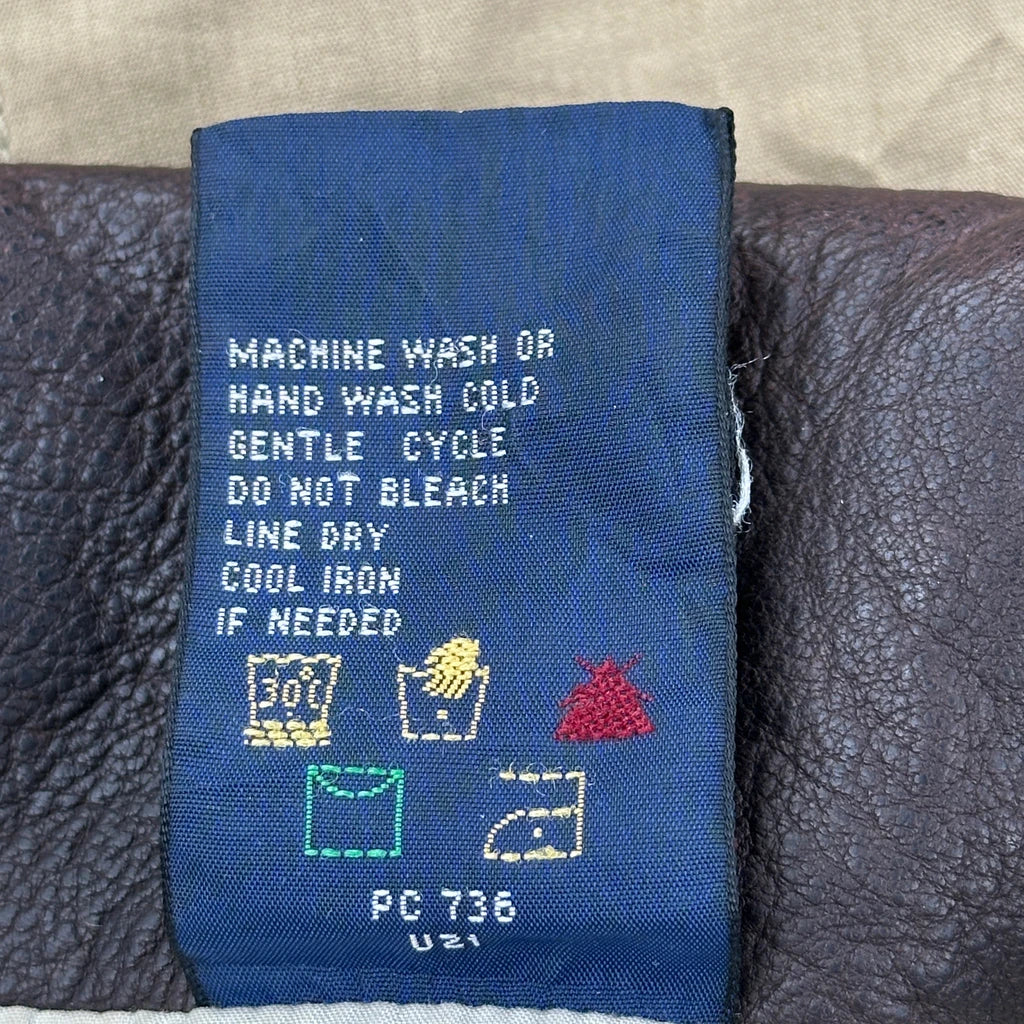 MACHINE WASH OR
HAND WASH COLD
GENTLE CYCLE
DO NOT BLEACH
LINE DRY
COOL IRON
IF NEEDED
30°C
PC 736
UZ1